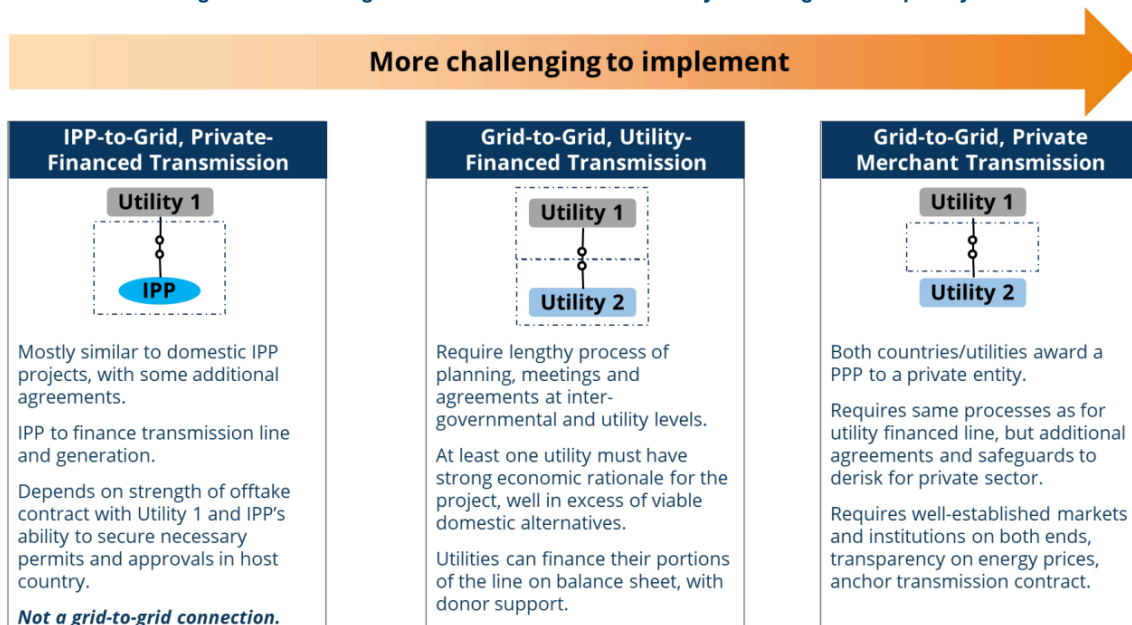 More challenging to implement
IPP-to-Grid, Private-
Financed Transmission
Utility 1
IPP
Mostly similar to domestic IPP
projects, with some additional
agreements.
IPP to finance transmission line
and generation.
Depends on strength of offtake
contract with Utility 1 and IPP's
ability to secure necessary
permits and approvals in host
country.
Not a grid-to-grid connection.
Grid-to-Grid, Utility-
Financed Transmission
Utility 1
Utility 2
Require lengthy process of
planning, meetings and
agreements at inter-
governmental and utility levels.
At least one utility must have
strong economic rationale for the
project, well in excess of viable
domestic alternatives.
Utilities can finance their portions
of the line on balance sheet, with
donor support.
Grid-to-Grid, Private
Merchant Transmission
Utility 1
Utility 2
Both countries/utilities award a
PPP to a private entity.
Requires same processes as for
utility financed line, but additional
agreements and safeguards to
derisk for private sector.
Requires well-established markets
and institutions on both ends,
transparency on energy prices,
anchor transmission contract.